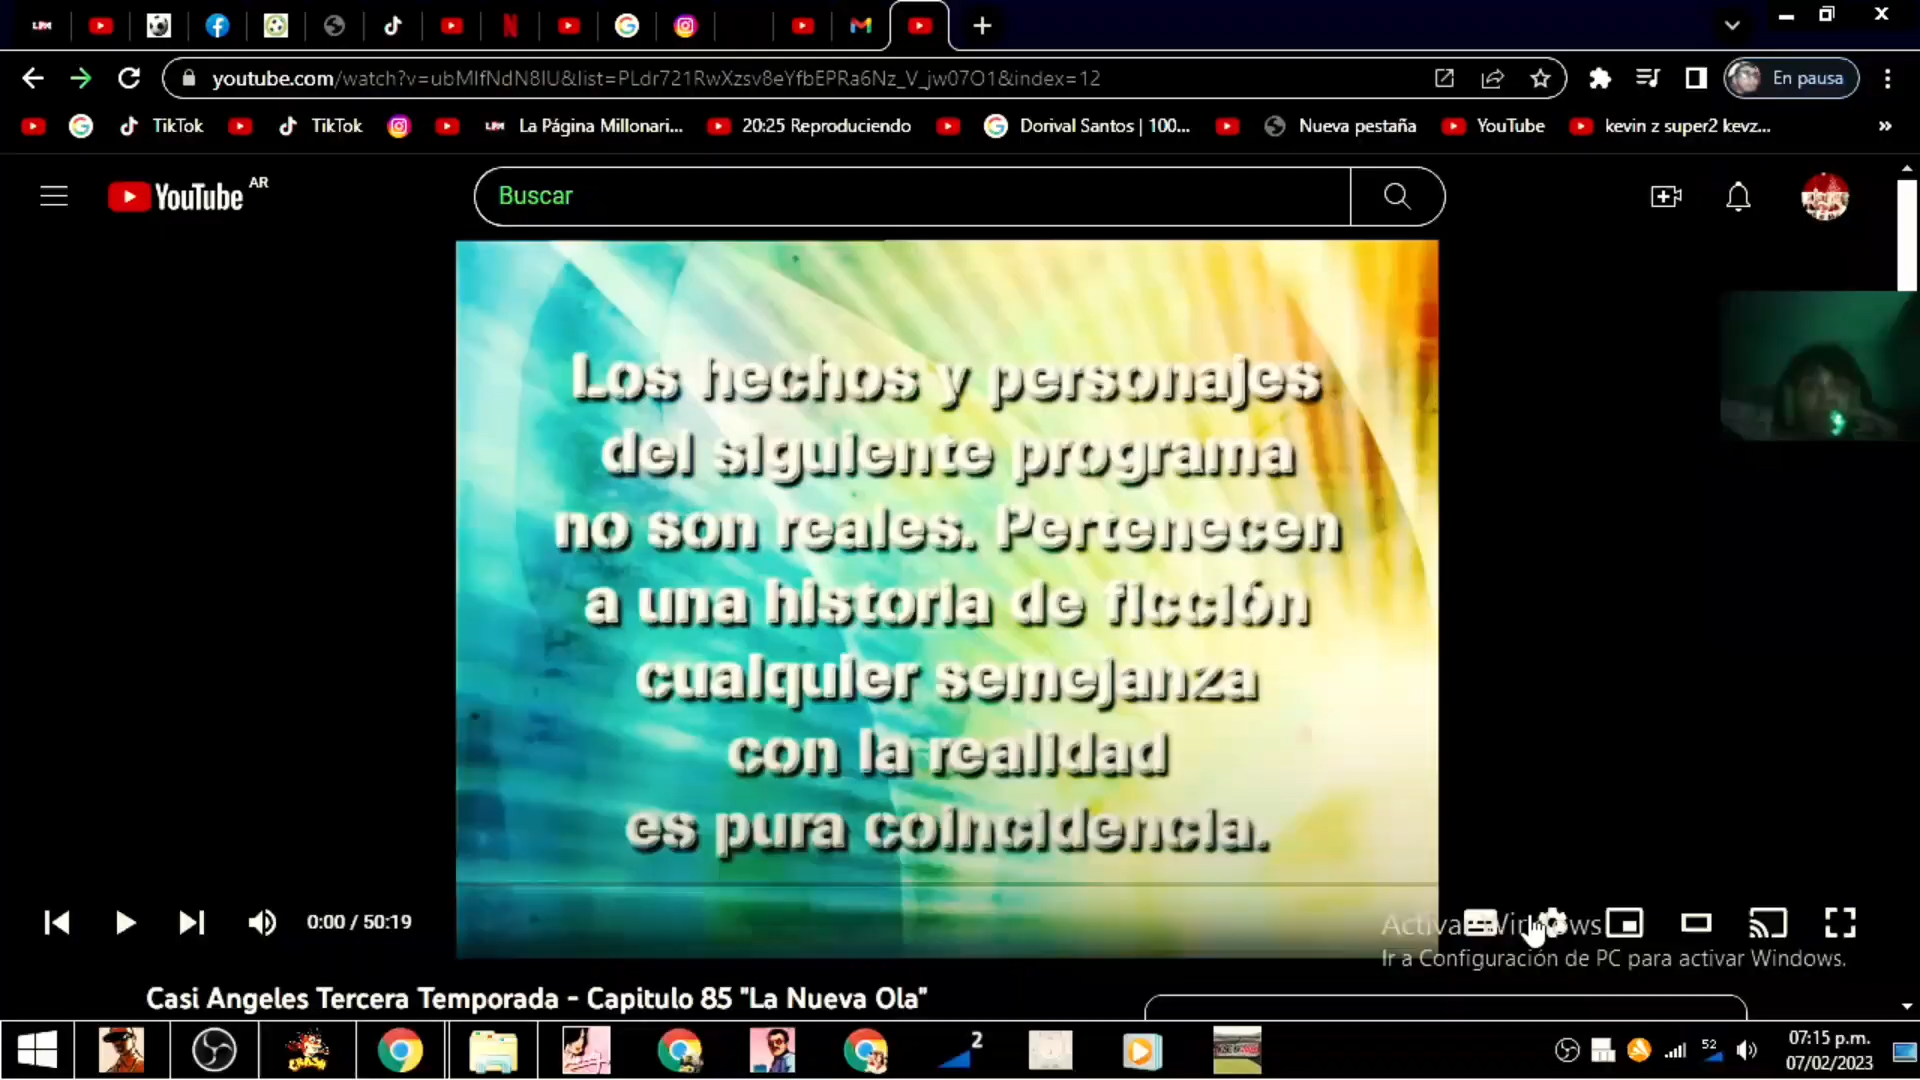 youtube.com/watch?v=ubMIfNdN8IU&list=PLdr721RwXzsv8eYfbEPRa6Nz_V_jw07O1&index=12
En pausa
TikTok
TikTok
La Página Millonari...
20:25 Reproduciendo
Dorival Santos | 100...
Nueva pestaña
YouTube
kevin z super2 kevz...
»
YouTube AR
Buscar
Los hechos y personajes
del siguiente programa
no son reales. Pertenecen
a una historia de ficción
cualquier semejanza
con la realidad
es pura coincidencia.
0:00 / 50:19
Activar Windows
Ir a Configuración de PC para activar Windows.
Casi Angeles Tercera Temporada - Capitulo 85 "La Nueva Ola"
2
52
07:15 p.m.
07/02/2023